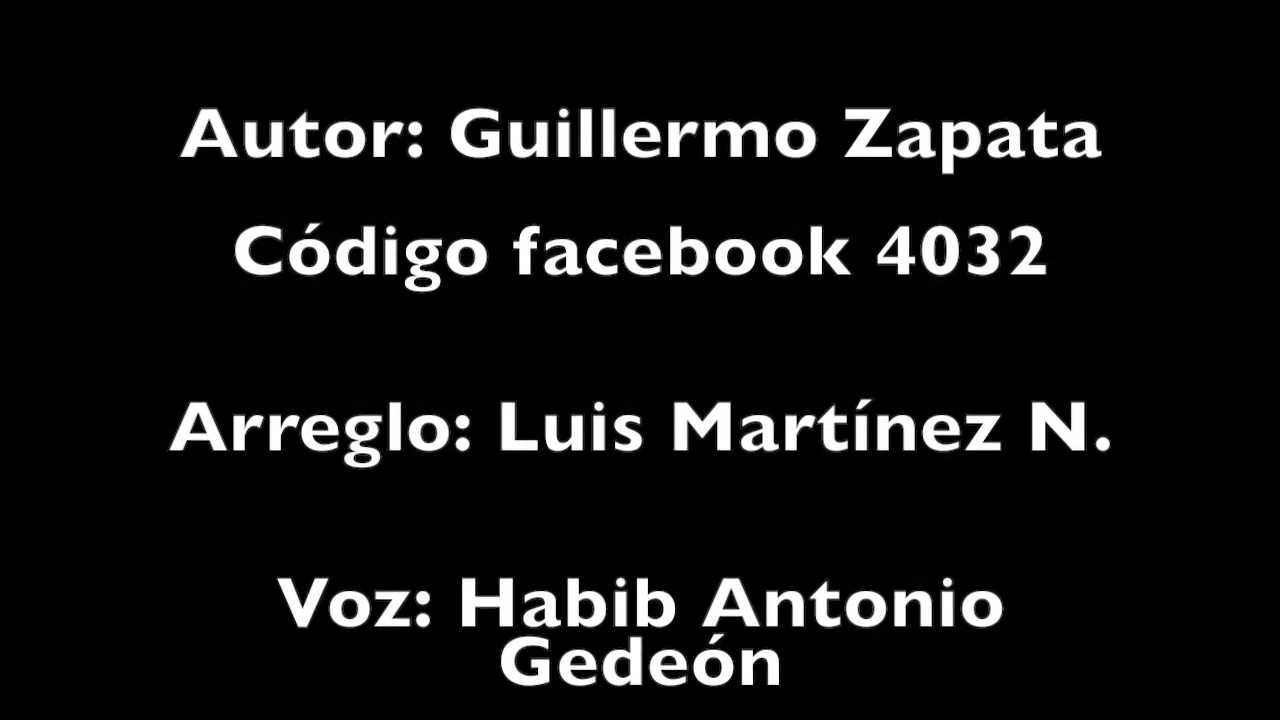 Autor: Guillermo Zapata
Código facebook 4032
Arreglo: Luis Martínez N.
Voz: Habib Antonio
Gedeón